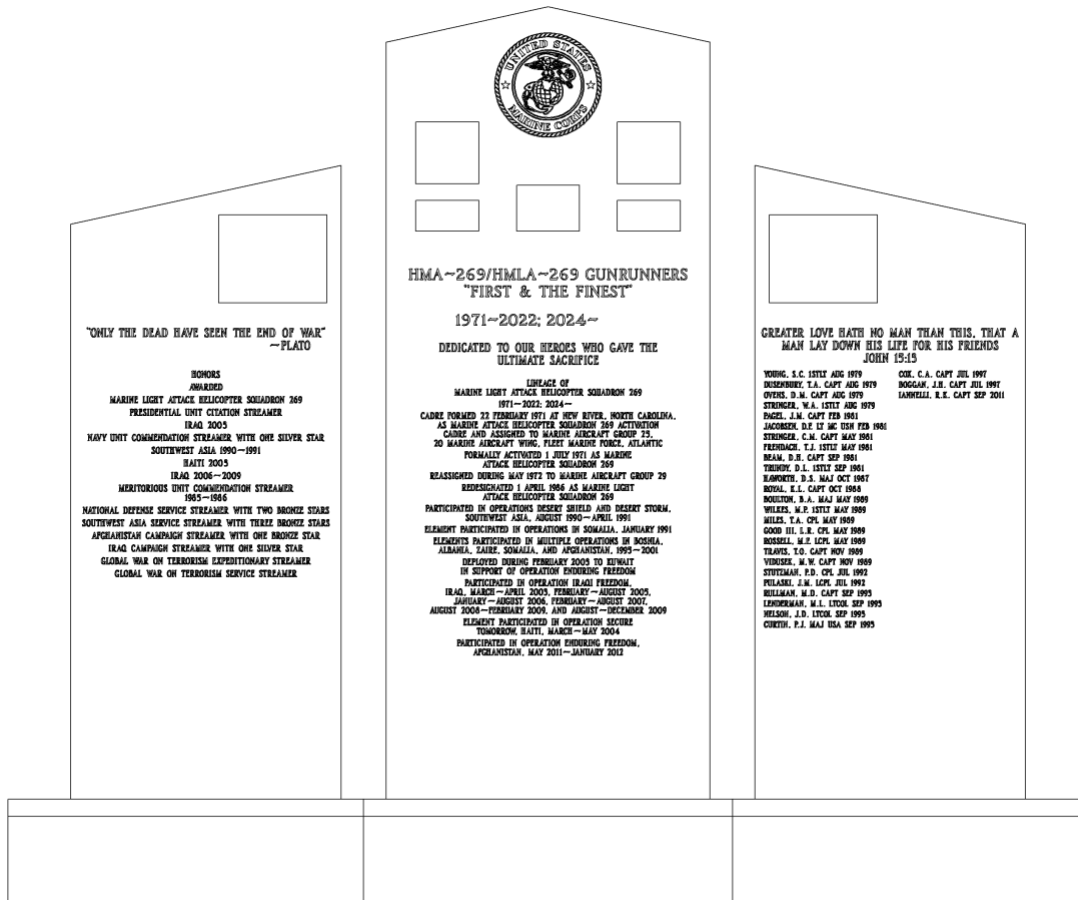 "ONLY THE DEAD HAVE SEEN THE END OF WAR"
~PLATO
HONORS
AWARDED
MARINE LIGHT ATTACK HELICOPTER SQUADRON 269
PRESIDENTIAL UNIT CITATION STREAMER
IRAQ 2003
NAVY UNIT COMMENDATION STREAMER WITH ONE SILVER STAR
SOUTHWEST ASIA 1990~1991
HAITI 2003
IRAQ 2006~2009
MERITORIOUS UNIT COMMENDATION STREAMER
1985~1986
NATIONAL DEFENSE SERVICE STREAMER WITH TWO BRONZE STARS
SOUTHWEST ASIA SERVICE STREAMER WITH THREE BRONZE STARS
AFGHANISTAN CAMPAIGN STREAMER WITH ONE BRONZE STAR
IRAQ CAMPAIGN STREAMER WITH ONE SILVER STAR
GLOBAL WAR ON TERRORISM EXPEDITIONARY STREAMER
GLOBAL WAR ON TERRORISM SERVICE STREAMER
UNITED STATES
MARINE CORPS
HMA~269/HMLA~269 GUNRUNNERS
"FIRST & THE FINEST"
1971~2022; 2024~
DEDICATED TO OUR HEROES WHO GAVE THE
ULTIMATE SACRIFICE
LINEAGE OF
MARINE LIGHT ATTACK HELICOPTER SQUADRON 269
1971~2022; 2024~
CADRE FORMED 22 FEBRUARY 1971 AT NEW RIVER, NORTH CAROLINA,
AS MARINE ATTACK HELICOPTER SQUADRON 269 ACTIVATION
CADRE AND ASSIGNED TO MARINE AIRCRAFT GROUP 25,
2D MARINE AIRCRAFT WING, FLEET MARINE FORCE, ATLANTIC
FORMALLY ACTIVATED 1 JULY 1971 AS MARINE
ATTACK HELICOPTER SQUADRON 269
REASSIGNED DURING MAY 1972 TO MARINE AIRCRAFT GROUP 29
REDESIGNATED 1 APRIL 1986 AS MARINE LIGHT
ATTACK HELICOPTER SQUADRON 269
PARTICIPATED IN OPERATIONS DESERT SHIELD AND DESERT STORM,
SOUTHWEST ASIA, AUGUST 1990~APRIL 1991
ELEMENT PARTICIPATED IN OPERATIONS IN SOMALIA, JANUARY 1991
ELEMENTS PARTICIPATED IN MULTIPLE OPERATIONS IN BOSNIA,
ALBANIA, ZAIRE, SOMALIA, AND AFGHANISTAN, 1995~2001
DEPLOYED DURING FEBRUARY 2003 TO KUWAIT
IN SUPPORT OF OPERATION ENDURING FREEDOM
PARTICIPATED IN OPERATION IRAQI FREEDOM,
IRAQ, MARCH~APRIL 2003, FEBRUARY~AUGUST 2005,
JANUARY~AUGUST 2006, FEBRUARY~AUGUST 2007,
AUGUST 2008~FEBRUARY 2009, AND AUGUST~DECEMBER 2009
ELEMENT PARTICIPATED IN OPERATION SECURE
TOMORROW, HAITI, MARCH~MAY 2004
PARTICIPATED IN OPERATION ENDURING FREEDOM,
AFGHANISTAN, MAY 2011~JANUARY 2012
GREATER LOVE HATH NO MAN THAN THIS, THAT A
MAN LAY DOWN HIS LIFE FOR HIS FRIENDS
JOHN 15:13
YOUNG, S.C. 1STLT AUG 1979
DUSENBURY, T.A. CAPT AUG 1979
OVENS, D.M. CAPT AUG 1979
STRINGER, W.A. 1STLT AUG 1979
PAGEL, J.M. CAPT FEB 1981
JACOBSEN, D.E LT MC USN FEB 1981
STRINGER, C.M. CAPT MAY 1981
FRENDACH, T.J. 1STLT MAY 1981
BEAM, D.H. CAPT SEP 1981
TRUNDY, D.L. 1STLT SEP 1981
HAWORTH, D.S. MAJ OCT 1987
ROYAL, K.L. CAPT OCT 1988
BOULTON, B.A. MAJ MAY 1989
WILKES, M.P. 1STLT MAY 1989
MILES, T.A. CPL MAY 1989
GOOD III, L.R. CPL MAY 1989
ROSSELL, M.E. LCPL MAY 1989
TRAVIS, T.O. CAPT NOV 1989
VIDUSEK, M.W. CAPT NOV 1989
STUTZMAN, P.D. CPL JUL 1992
PULASKI, J.M. LCPL JUL 1992
RULLMAN, M.D. CAPT SEP 1995
LENDERMAN, M.L. LTCOL SEP 1995
NELSON, J.D. LTCOL SEP 1995
CURTIN, P.J. MAJ USA SEP 1995
COX, C.A. CAPT JUL 1997
BOGGAN, J.H. CAPT JUL 1997
IANNELLI, R.K. CAPT SEP 2011